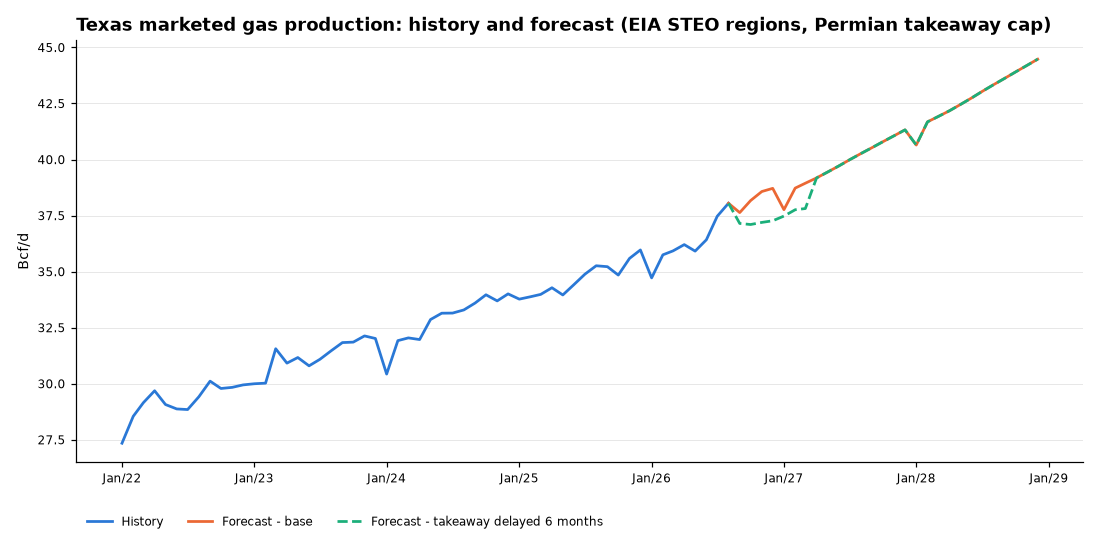 Texas marketed gas production: history and forecast (EIA STEO regions, Permian takeaway cap)
45.0
42.5
40.0
37.5
35.0
32.5
30.0
27.5
Bcf/d
Jan/22 Jan/23 Jan/24 Jan/25 Jan/26 Jan/27 Jan/28 Jan/29
History Forecast - base Forecast - takeaway delayed 6 months